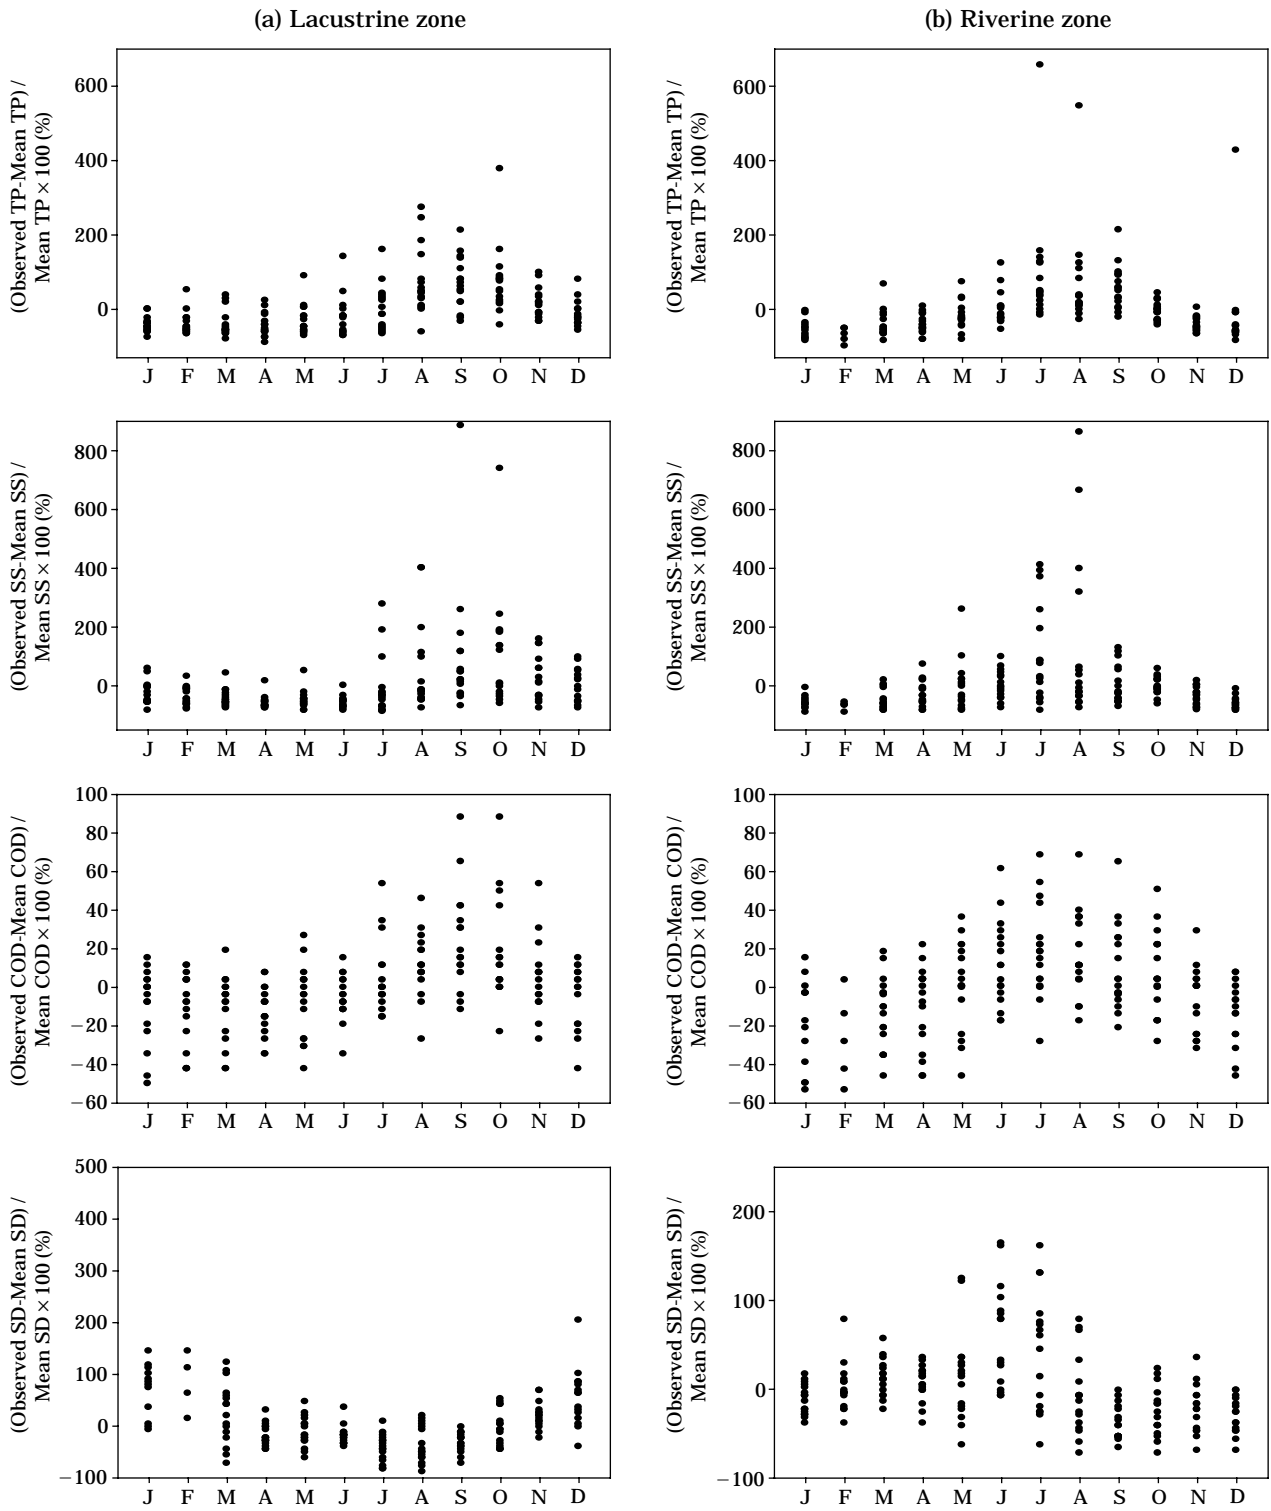 (a) Lacustrine zone
(b) Riverine zone
(Observed TP-Mean TP) /
Mean TP × 100 (%)
600
400
200
0
J F M A M J J A S O N D
(Observed TP-Mean TP) /
Mean TP × 100 (%)
600
400
200
0
J F M A M J J A S O N D
(Observed SS-Mean SS) /
Mean SS × 100 (%)
800
600
400
200
0
J F M A M J J A S O N D
(Observed SS-Mean SS) /
Mean SS × 100 (%)
800
600
400
200
0
J F M A M J J A S O N D
(Observed COD-Mean COD) /
Mean COD × 100 (%)
100
80
60
40
20
0
−20
−40
−60
J F M A M J J A S O N D
(Observed COD-Mean COD) /
Mean COD × 100 (%)
100
80
60
40
20
0
−20
−40
−60
J F M A M J J A S O N D
(Observed SD-Mean SD) /
Mean SD × 100 (%)
500
400
300
200
100
0
−100
J F M A M J J A S O N D
(Observed SD-Mean SD) /
Mean SD × 100 (%)
200
100
0
−100
J F M A M J J A S O N D